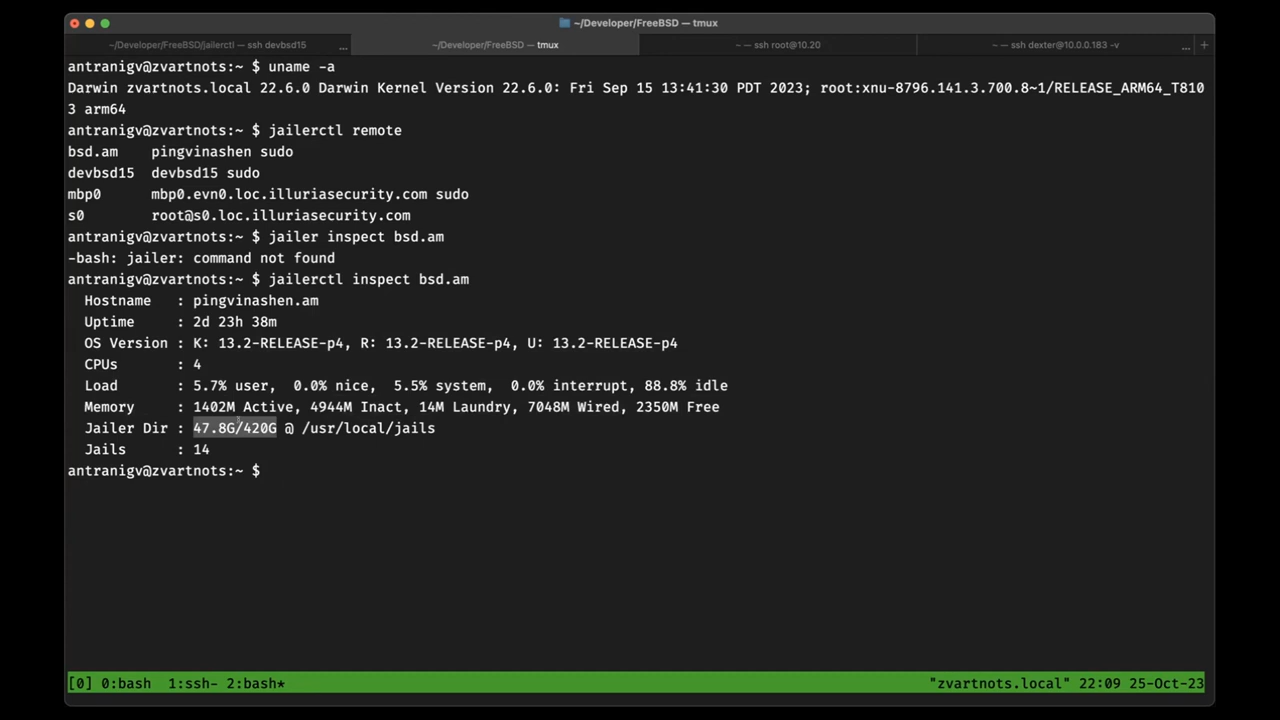 ~/Developer/FreeBSD — tmux
~/Developer/FreeBSD/jailerctl — ssh devbsd15 ...
~/Developer/FreeBSD — tmux
~ — ssh root@10.20
~ — ssh dexter@10.0.0.183 -v ... +
antranigv@zvartnots:~ $ uname -a
Darwin zvartnots.local 22.6.0 Darwin Kernel Version 22.6.0: Fri Sep 15 13:41:30 PDT 2023; root:xnu-8796.141.3.700.8~1/RELEASE_ARM64_T810
3 arm64
antranigv@zvartnots:~ $ jailerctl remote
bsd.am    pingvinashen sudo
devbsd15  devbsd15 sudo
mbp0      mbp0.evn0.loc.illuriasecurity.com sudo
s0        root@s0.loc.illuriasecurity.com
antranigv@zvartnots:~ $ jailer inspect bsd.am
-bash: jailer: command not found
antranigv@zvartnots:~ $ jailerctl inspect bsd.am
  Hostname   : pingvinashen.am
  Uptime     : 2d 23h 38m
  OS Version : K: 13.2-RELEASE-p4, R: 13.2-RELEASE-p4, U: 13.2-RELEASE-p4
  CPUs       : 4
  Load       : 5.7% user,  0.0% nice,  5.5% system,  0.0% interrupt, 88.8% idle
  Memory     : 1402M Active, 4944M Inact, 14M Laundry, 7048M Wired, 2350M Free
  Jailer Dir : 47.8G/420G @ /usr/local/jails
  Jails      : 14
antranigv@zvartnots:~ $
[0] 0:bash  1:ssh- 2:bash* "zvartnots.local" 22:09 25-Oct-23